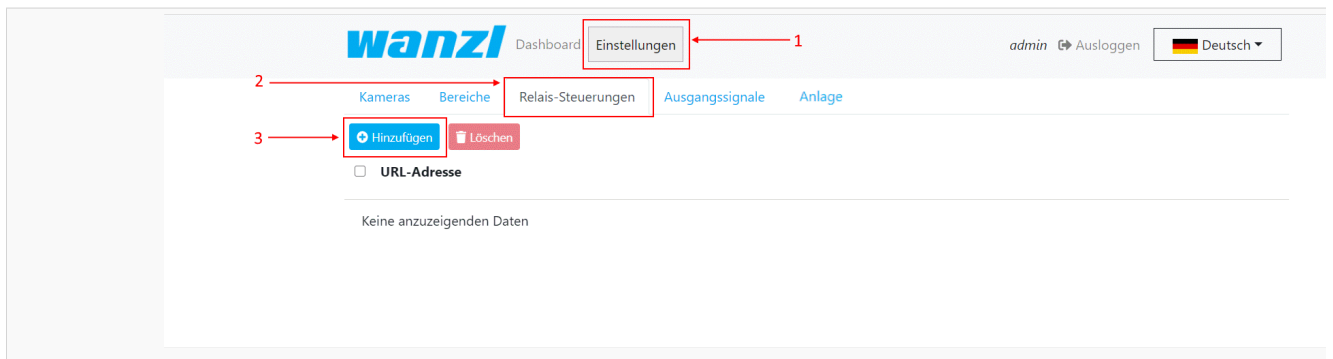 wanzl Dashboard Einstellungen 1 admin Ausloggen Deutsch
2
Kameras Bereiche Relais-Steuerungen Ausgangssignale Anlage
3 Hinzufügen Löschen
URL-Adresse
Keine anzuzeigenden Daten